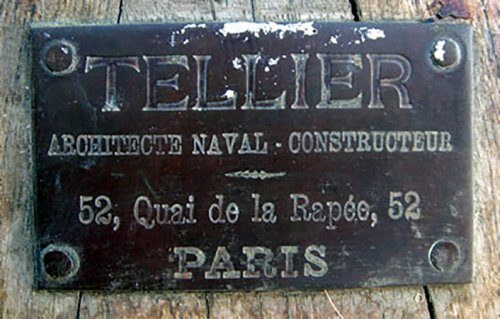 TELLIER
ARCHITECTE NAVAL - CONSTRUCTEUR
52, Quai de la Rapée, 52
PARIS